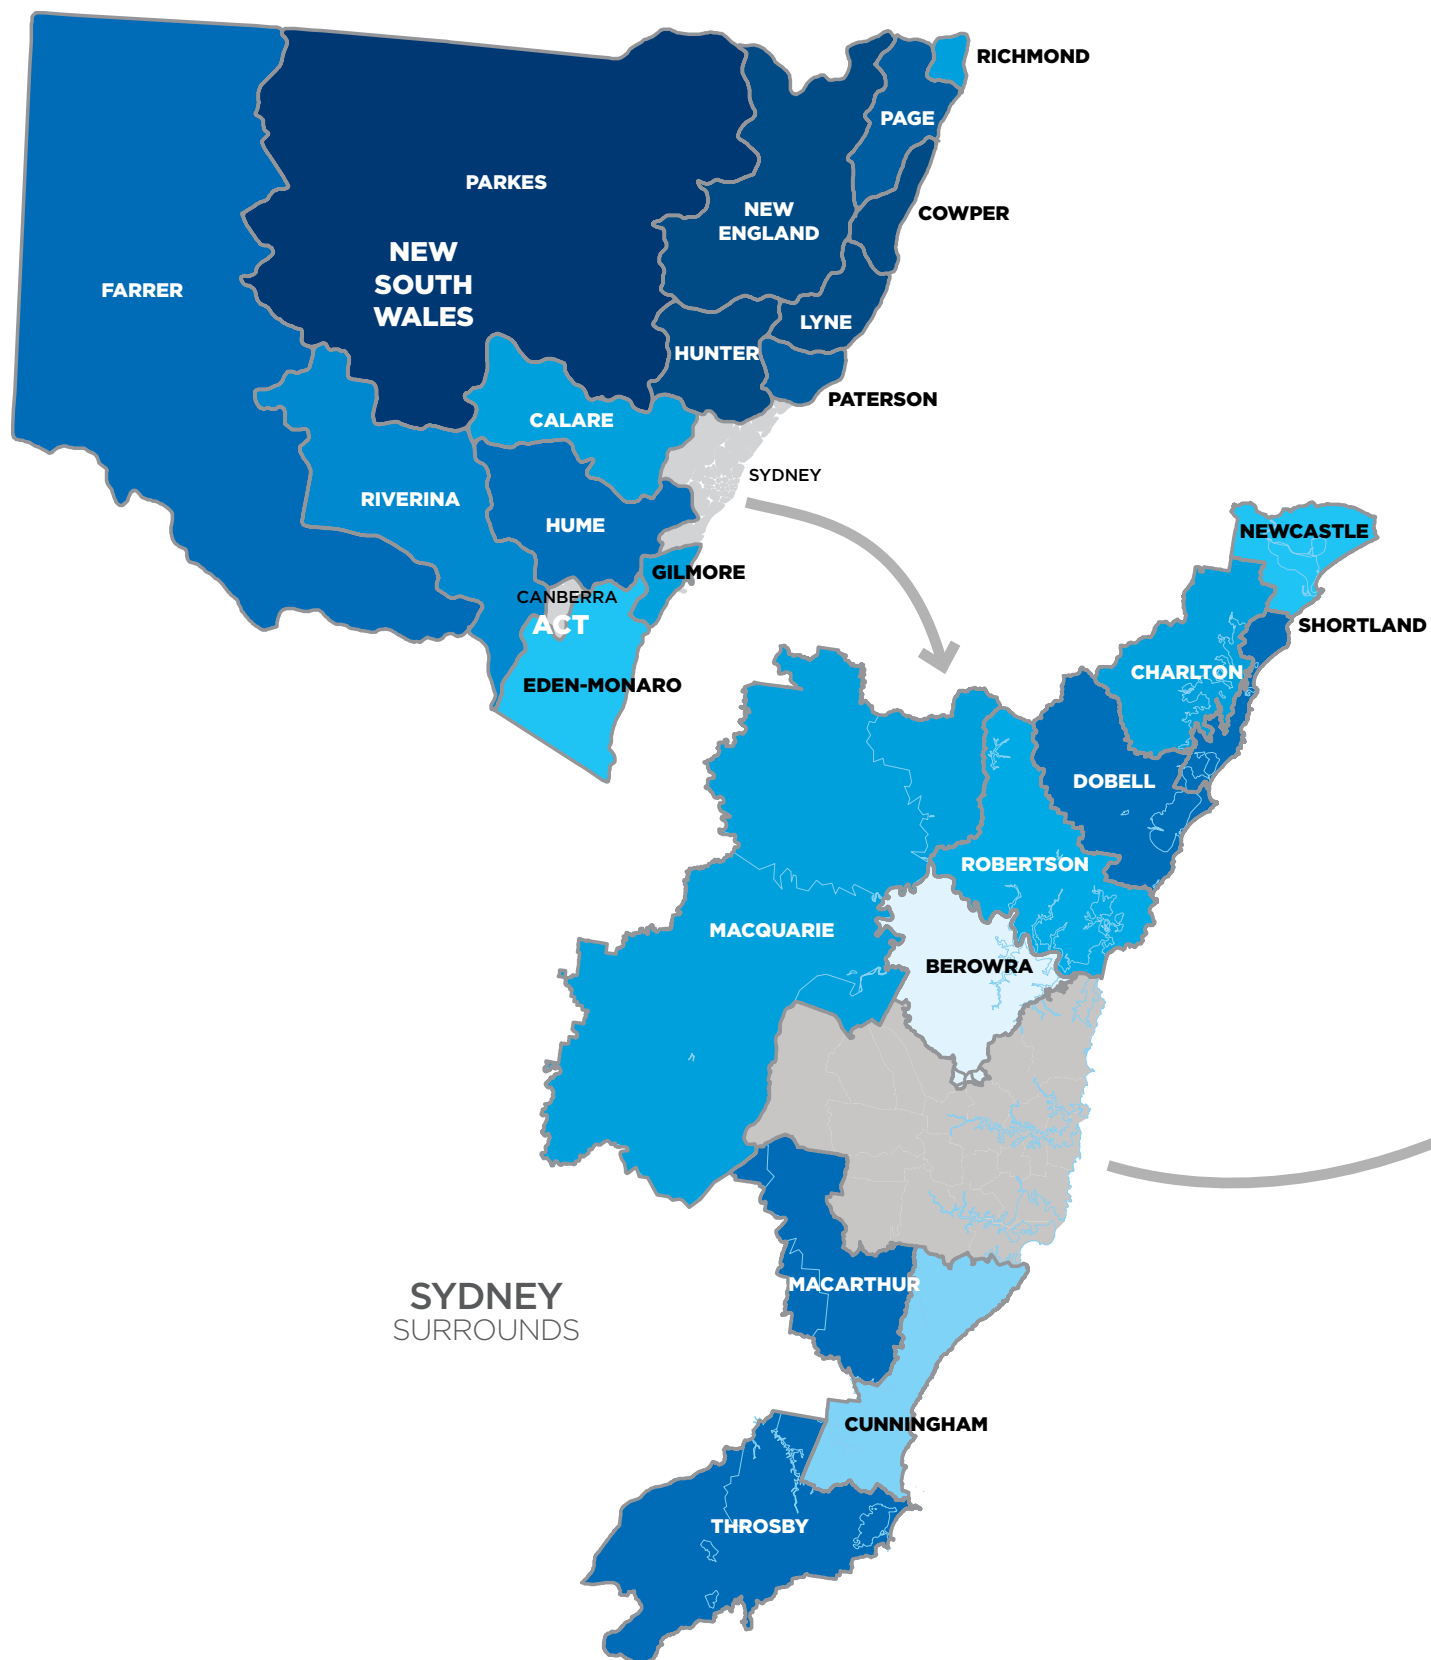 RICHMOND
PAGE
PARKES
NEW
ENGLAND
COWPER
NEW
SOUTH
WALES
FARRER
LYNE
HUNTER
PATERSON
CALARE
SYDNEY
RIVERINA
HUME
NEWCASTLE
GILMORE
CANBERRA
ACT
SHORTLAND
CHARLTON
EDEN-MONARO
DOBELL
ROBERTSON
MACQUARIE
BEROWRA
MACARTHUR
SYDNEY
SURROUNDS
CUNNINGHAM
THROSBY